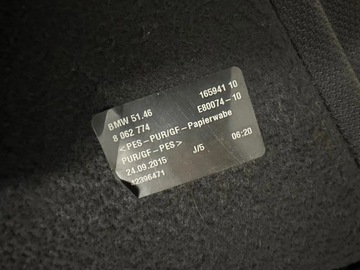 BMW 51.46 165941 10
8 062 774 E80074-10
<PES-PUR/GF-Papierwabe
PUR/GF-PES> J/5 06:20
24.09.2015
42396471